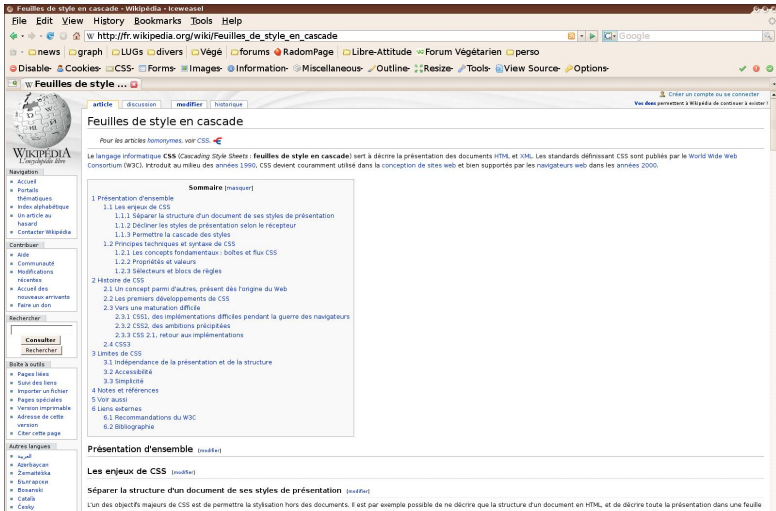 Feuilles de style en cascade - Wikipédia - Iceweasel
File Edit View History Bookmarks Tools Help
http://fr.wikipedia.org/wiki/Feuilles_de_style_en_cascade
Google
news graph LUGs divers Végé forums RadomPage Libre-Attitude Forum Végétarien perso
Disable Cookies CSS Forms Images Information Miscellaneous Outline Resize Tools View Source Options
Feuilles de style ...
Créer un compte ou se connecter
article discussion modifier historique
Vos dons permettent à Wikipédia de continuer à exister !
Feuilles de style en cascade
Pour les articles homonymes, voir CSS.
Le langage informatique CSS (Cascading Style Sheets : feuilles de style en cascade) sert à décrire la présentation des documents HTML et XML. Les standards définissant CSS sont publiés par le World Wide Web
Consortium (W3C). Introduit au milieu des années 1990, CSS devient couramment utilisé dans la conception de sites web et bien supportés par les navigateurs web dans les années 2000.
Sommaire [masquer]
1 Présentation d'ensemble
1.1 Les enjeux de CSS
1.1.1 Séparer la structure d'un document de ses styles de présentation
1.1.2 Décliner les styles de présentation selon le récepteur
1.1.3 Permettre la cascade des styles
1.2 Principes techniques et syntaxe de CSS
1.2.1 Les concepts fondamentaux : boîtes et flux CSS
1.2.2 Propriétés et valeurs
1.2.3 Sélecteurs et blocs de règles
2 Histoire de CSS
2.1 Un concept parmi d'autres, présent dès l'origine du Web
2.2 Les premiers développements de CSS
2.3 Vers une maturation difficile
2.3.1 CSS1, des implémentations difficiles pendant la guerre des navigateurs
2.3.2 CSS2, des ambitions précipitées
2.3.3 CSS 2.1, retour aux implémentations
2.4 CSS3
3 Limites de CSS
3.1 Indépendance de la présentation et de la structure
3.2 Accessibilité
3.3 Simplicité
4 Notes et références
5 Voir aussi
6 Liens externes
6.1 Recommandations du W3C
6.2 Bibliographie
Présentation d'ensemble [modifier]
Les enjeux de CSS [modifier]
Séparer la structure d'un document de ses styles de présentation [modifier]
L'un des objectifs majeurs de CSS est de permettre la stylisation hors des documents. Il est par exemple possible de ne décrire que la structure d'un document en HTML, et de décrire toute la présentation dans une feuille
WIKIPÉDIA
L'encyclopédie libre
Navigation
Accueil
Portails
thématiques
Index alphabétique
Un article au
hasard
Contacter Wikipédia
Contribuer
Aide
Communauté
Modifications
récentes
Accueil des
nouveaux arrivants
Faire un don
Rechercher
Consulter
Rechercher
Boîte à outils
Pages liées
Suivi des liens
Importer un fichier
Pages spéciales
Version imprimable
Adresse de cette
version
Citer cette page
Autres langues
العربية
Azərbaycan
Žemaitėška
Български
Bosanski
Català
Česky